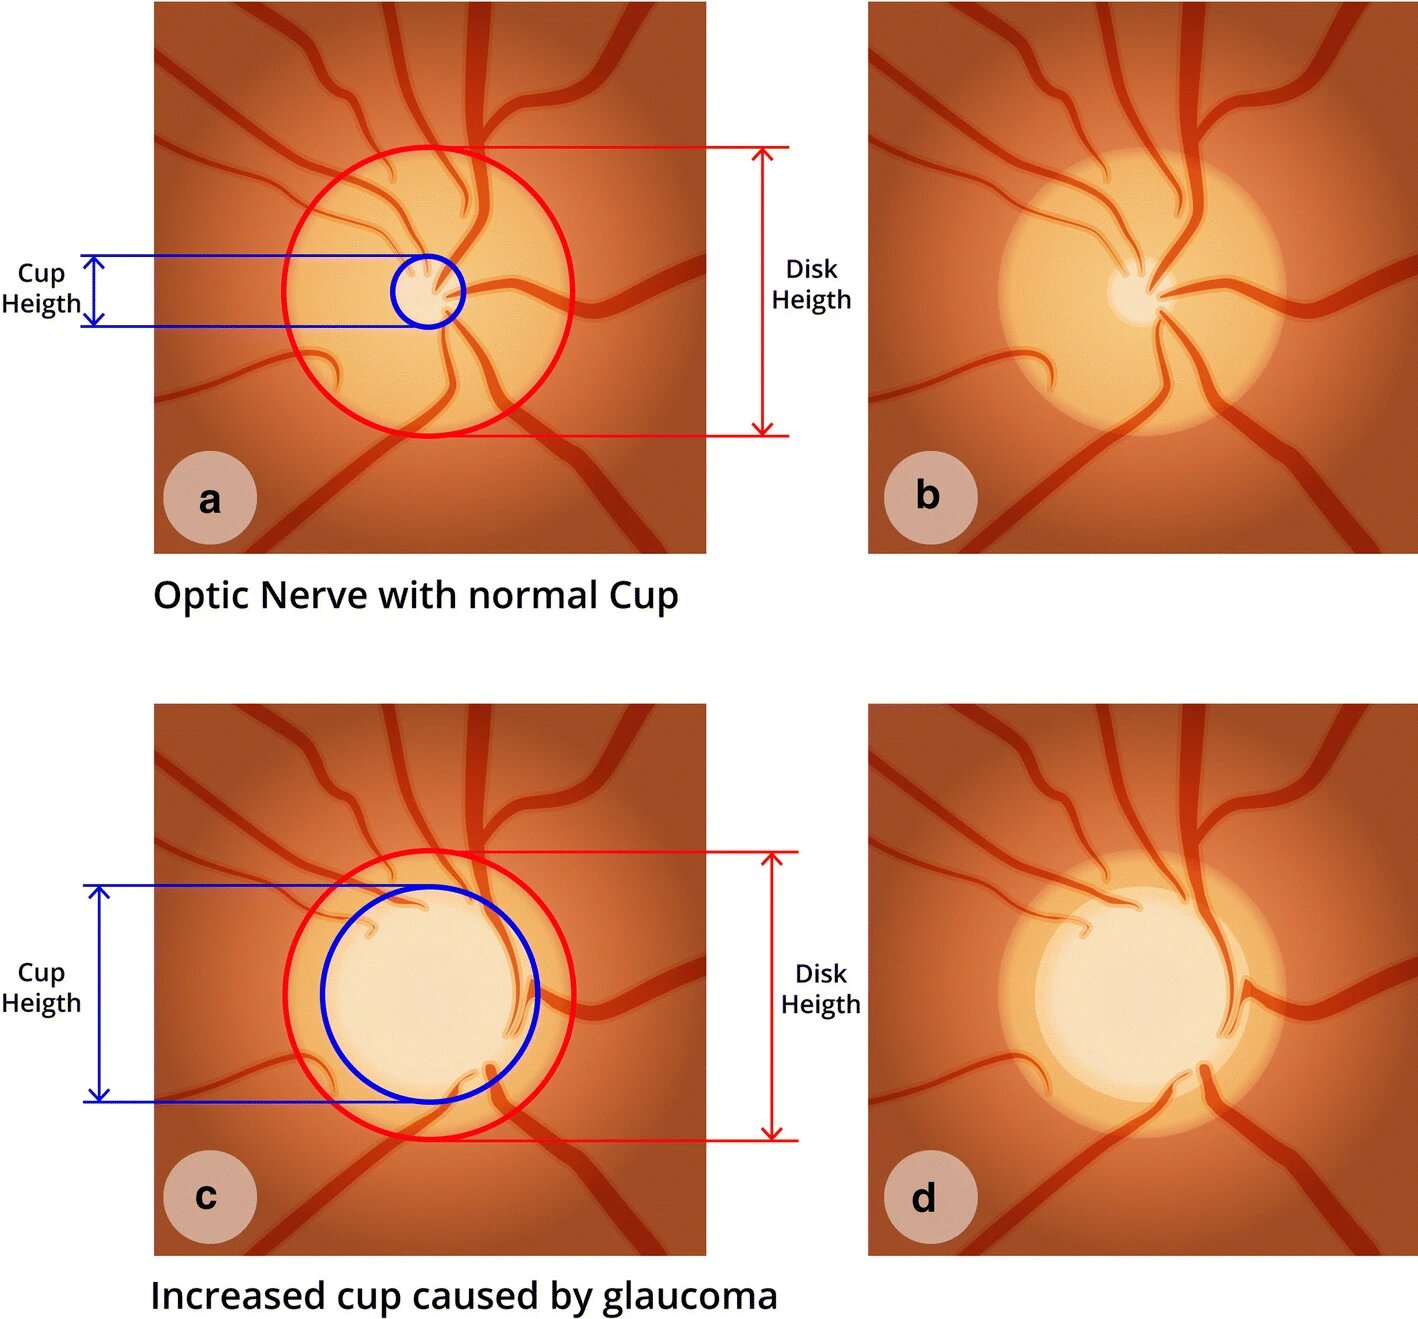 Cup
Heigth
Disk
Heigth
a
b
Optic Nerve with normal Cup
Cup
Heigth
Disk
Heigth
c
d
Increased cup caused by glaucoma